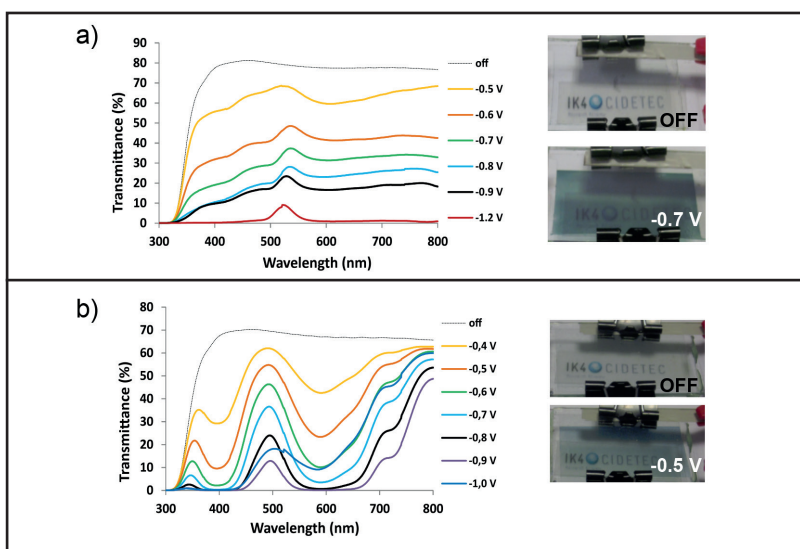 a)
90
80
70
60
50
40
30
20
10
0
Transmittance (%)
300 400 500 600 700 800
Wavelength (nm)
off
-0.5 V
-0.6 V
-0.7 V
-0.8 V
-0.9 V
-1.2 V
IK4 CIDETEC
OFF
IK4 CIDETEC
-0.7 V
b)
80
70
60
50
40
30
20
10
0
Transmittance (%)
300 400 500 600 700 800
Wavelength (nm)
off
-0,4 V
-0,5 V
-0,6 V
-0,7 V
-0,8 V
-0,9 V
-1,0 V
IK4 CIDETEC
OFF
IK4 CIDETEC
-0.5 V